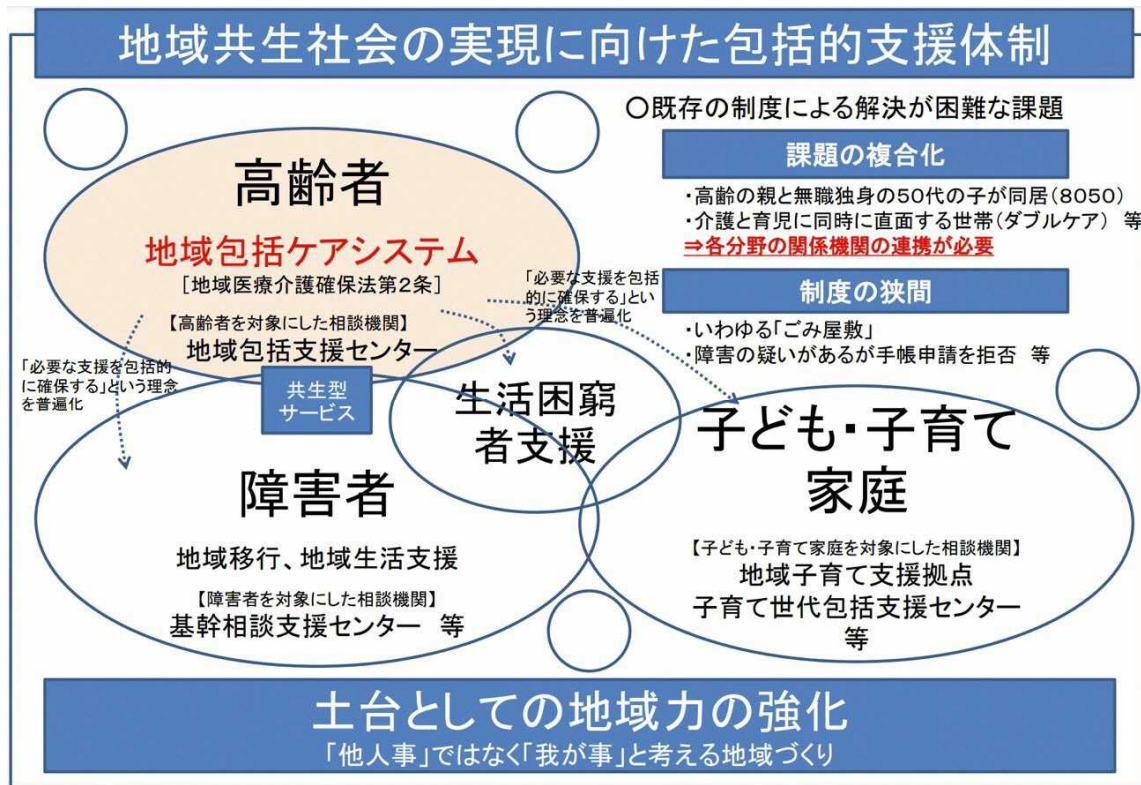 地域共生社会の実現に向けた包括的支援体制
高齢者
地域包括ケアシステム
[地域医療介護確保法第2条]
【高齢者を対象にした相談機関】
地域包括支援センター
○既存の制度による解決が困難な課題
課題の複合化
・高齢の親と無職独身の50代の子が同居(8050)
・介護と育児に同時に直面する世帯(ダブルケア) 等
⇒各分野の関係機関の連携が必要
制度の狭間
・いわゆる「ごみ屋敷」
・障害の疑いがあるが手帳申請を拒否 等
「必要な支援を包括
的に確保する」とい
う理念を普遍化
「必要な支援を包括的
に確保する」という理念
を普遍化
共生型
サービス
生活困窮
者支援
障害者
地域移行、地域生活支援
【障害者を対象にした相談機関】
基幹相談支援センター 等
子ども・子育て
家庭
【子ども・子育て家庭を対象にした相談機関】
地域子育て支援拠点
子育て世代包括支援センター
等
土台としての地域力の強化
「他人事」ではなく「我が事」と考える地域づくり